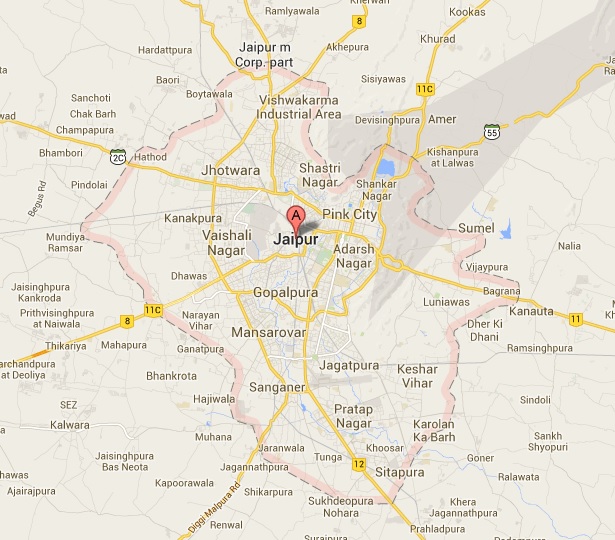 Ramlywala
Kookas
8
Jaipur m
Corp. part
Khurad
Akhepura
Hardattpura
Baori
Sisiyawas
11C
Boytawala
Sanchoti
Vishwakarma
Industrial Area
Chak Barh
Devisinghpura
Amer
Champapura
55
Kishanpura
at Lalwas
Bhambori
2C
Hathod
Jhotwara
Shastri
Nagar
Pindolai
Shankar
Nagar
Begus Rd
A
Pink City
Kanakpura
Sumel
Mundiya
Ramsar
Vaishali
Nagar
Jaipur
Adarsh
Nagar
Nalia
Vijaypura
Dhawas
Jaisinghpura
Kankroda
Gopalpura
Bagrana
Luniawas
Prithvisinghpura
at Naiwala
11C
Kanauta
11
Narayan
Vihar
8
Mansarovar
Dher Ki
Dhani
Thikariya
Mahapura
Ganatpura
Ramsinghpura
archandpura
at Deoliya
Jagatpura
Keshar
Vihar
Bhankrota
Sanganer
SEZ
Hajiwala
Sindoli
Pratap
Nagar
Kalwara
Karolan
Ka Barh
Muhana
Sankh
Shyopuri
Jaranwala
Khoosar
Jaisinghpura
Bas Neota
Tunga
Goner
Jagannathpura
12
Sitapura
hawas
Kapoorawala
Ralawata
Ajairajpura
Shikarpura
Diggi Malpura Rd
Sukhdeopura
Nohara
Khera
Jagannathpura
Renwal
Prahladpura